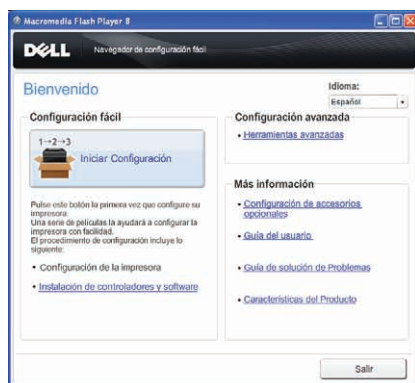 Macromedia Flash Player 8
DELL
Navegador de configuración fácil
Bienvenido
Idioma:
Español
Configuración fácil
1→2→3
Iniciar Configuración
Pulse este botón la primera vez que configure su
impresora.
Una serie de películas la ayudará a configurar la
impresora con facilidad.
El procedimiento de configuración incluye lo
siguiente:
• Configuración de la impresora
• Instalación de controladores y software
Configuración avanzada
• Herramientas avanzadas
Más información
• Configuración de accesorios
opcionales
• Guía del usuario
• Guía de solución de Problemas
• Características del Producto
Salir